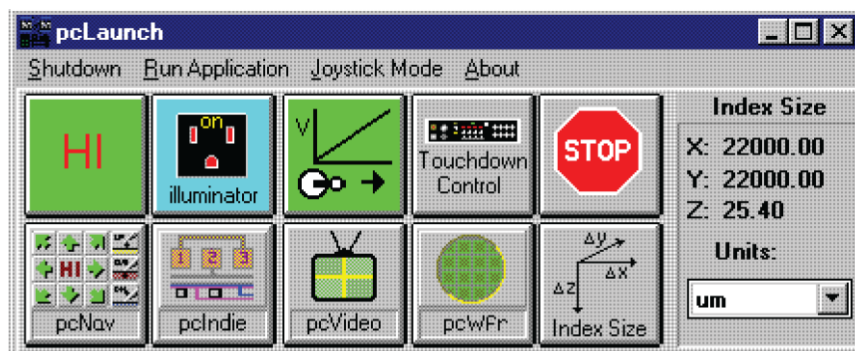 pcLaunch
Shutdown Run Application Joystick Mode About
HI
on
illuminator
V
Touchdown
Control
STOP
Index Size
X: 22000.00
Y: 22000.00
Z: 25.40
Units:
um
HI
pcNav
1 2 3
pcIndie
pcVideo
pcWfr
Δy
Δx
Δz
Index Size